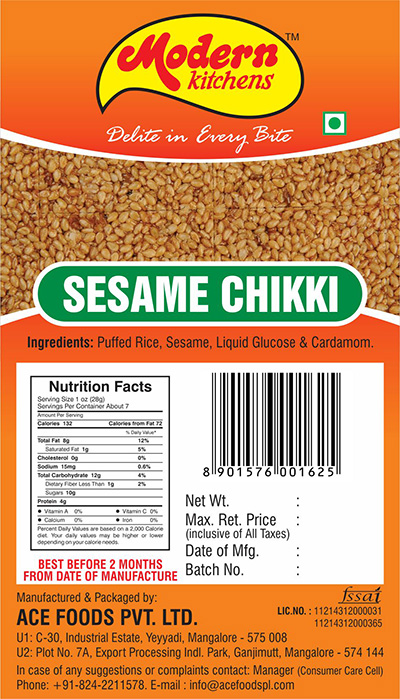 Modern TM
kitchens
Delite in Every Bite
SESAME CHIKKI
Ingredients: Puffed Rice, Sesame, Liquid Glucose & Cardamom.
Nutrition Facts
Serving Size 1 oz (28g)
Servings Per Container About 7
Amount Per Serving
Calories 132 Calories from Fat 72
% Daily Value*
Total Fat 8g 12%
Saturated Fat 1g 5%
Cholesterol 0g 0%
Sodium 15mg 0.6%
Total Carbohydrate 12g 4%
Dietary Fiber Less Than 1g 2%
Sugars 10g
Protein 4g
• Vitamin A 0% • Vitamin C 0%
• Calcium 0% • Iron 0%
Percent Daily Values are based on a 2,000 Calorie
diet. Your daily values may be higher or lower
depending on your calorie needs.
BEST BEFORE 2 MONTHS
FROM DATE OF MANUFACTURE
8 901576 001625
Net Wt. :
Max. Ret. Price :
(inclusive of All Taxes)
Date of Mfg. :
Batch No. :
Manufactured & Packaged by:
ACE FOODS PVT. LTD.
fssai
LIC.NO. : 11214312000031
11214312000365
U1: C-30, Industrial Estate, Yeyyadi, Mangalore - 575 008
U2: Plot No. 7A, Export Processing Indl. Park, Ganjimutt, Mangalore - 574 144
In case of any suggestions or complaints contact: Manager (Consumer Care Cell)
Phone: +91-824-2211578. E-mail : info@acefoodspl.com